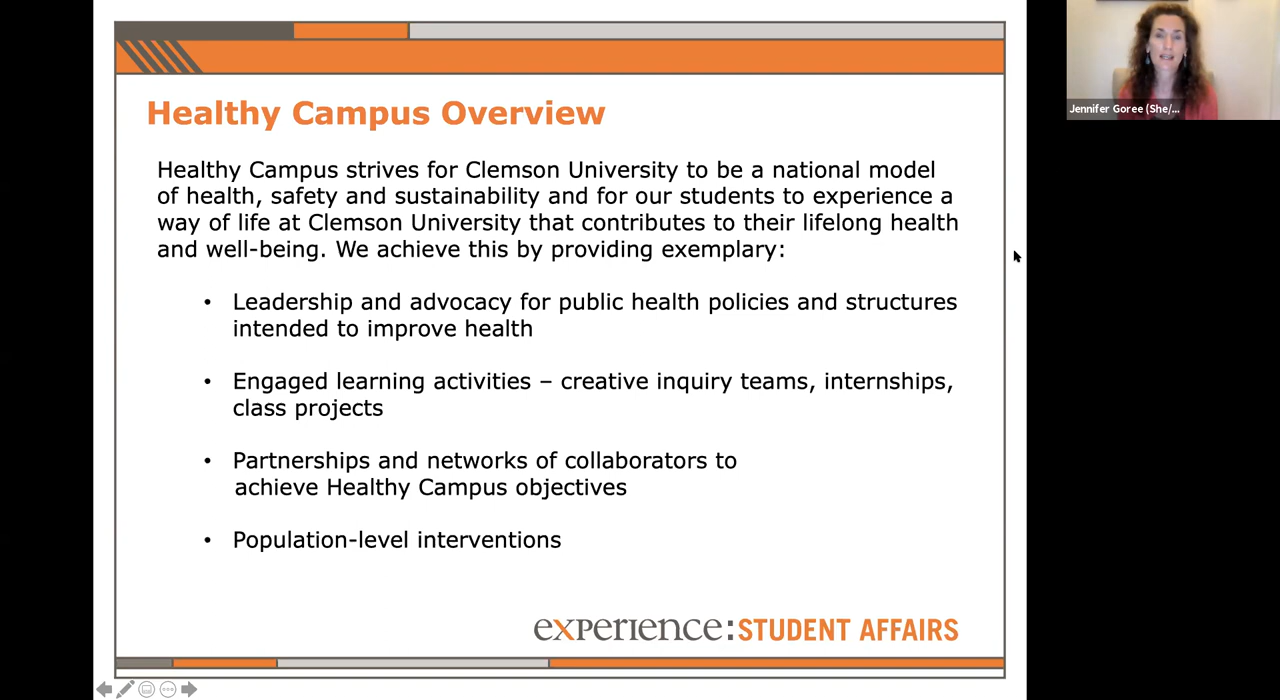 Healthy Campus Overview
Healthy Campus strives for Clemson University to be a national model
of health, safety and sustainability and for our students to experience a
way of life at Clemson University that contributes to their lifelong health
and well-being. We achieve this by providing exemplary:
• Leadership and advocacy for public health policies and structures
intended to improve health
• Engaged learning activities – creative inquiry teams, internships,
class projects
• Partnerships and networks of collaborators to
achieve Healthy Campus objectives
• Population-level interventions
experience:STUDENT AFFAIRS
Jennifer Goree (She/...